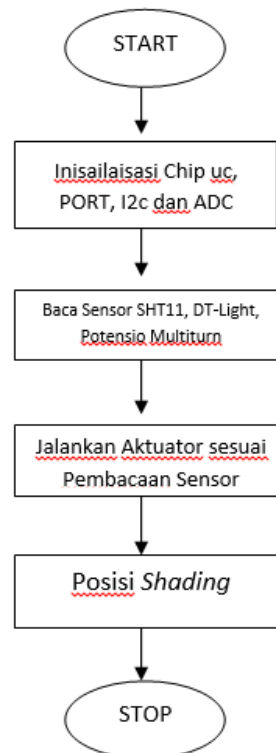 START
Inisailaisasi Chip uc,
PORT, I2c dan ADC
Baca Sensor SHT11, DT-Light,
Potensio Multiturn
Jalankan Aktuator sesuai
Pembacaan Sensor
Posisi Shading
STOP